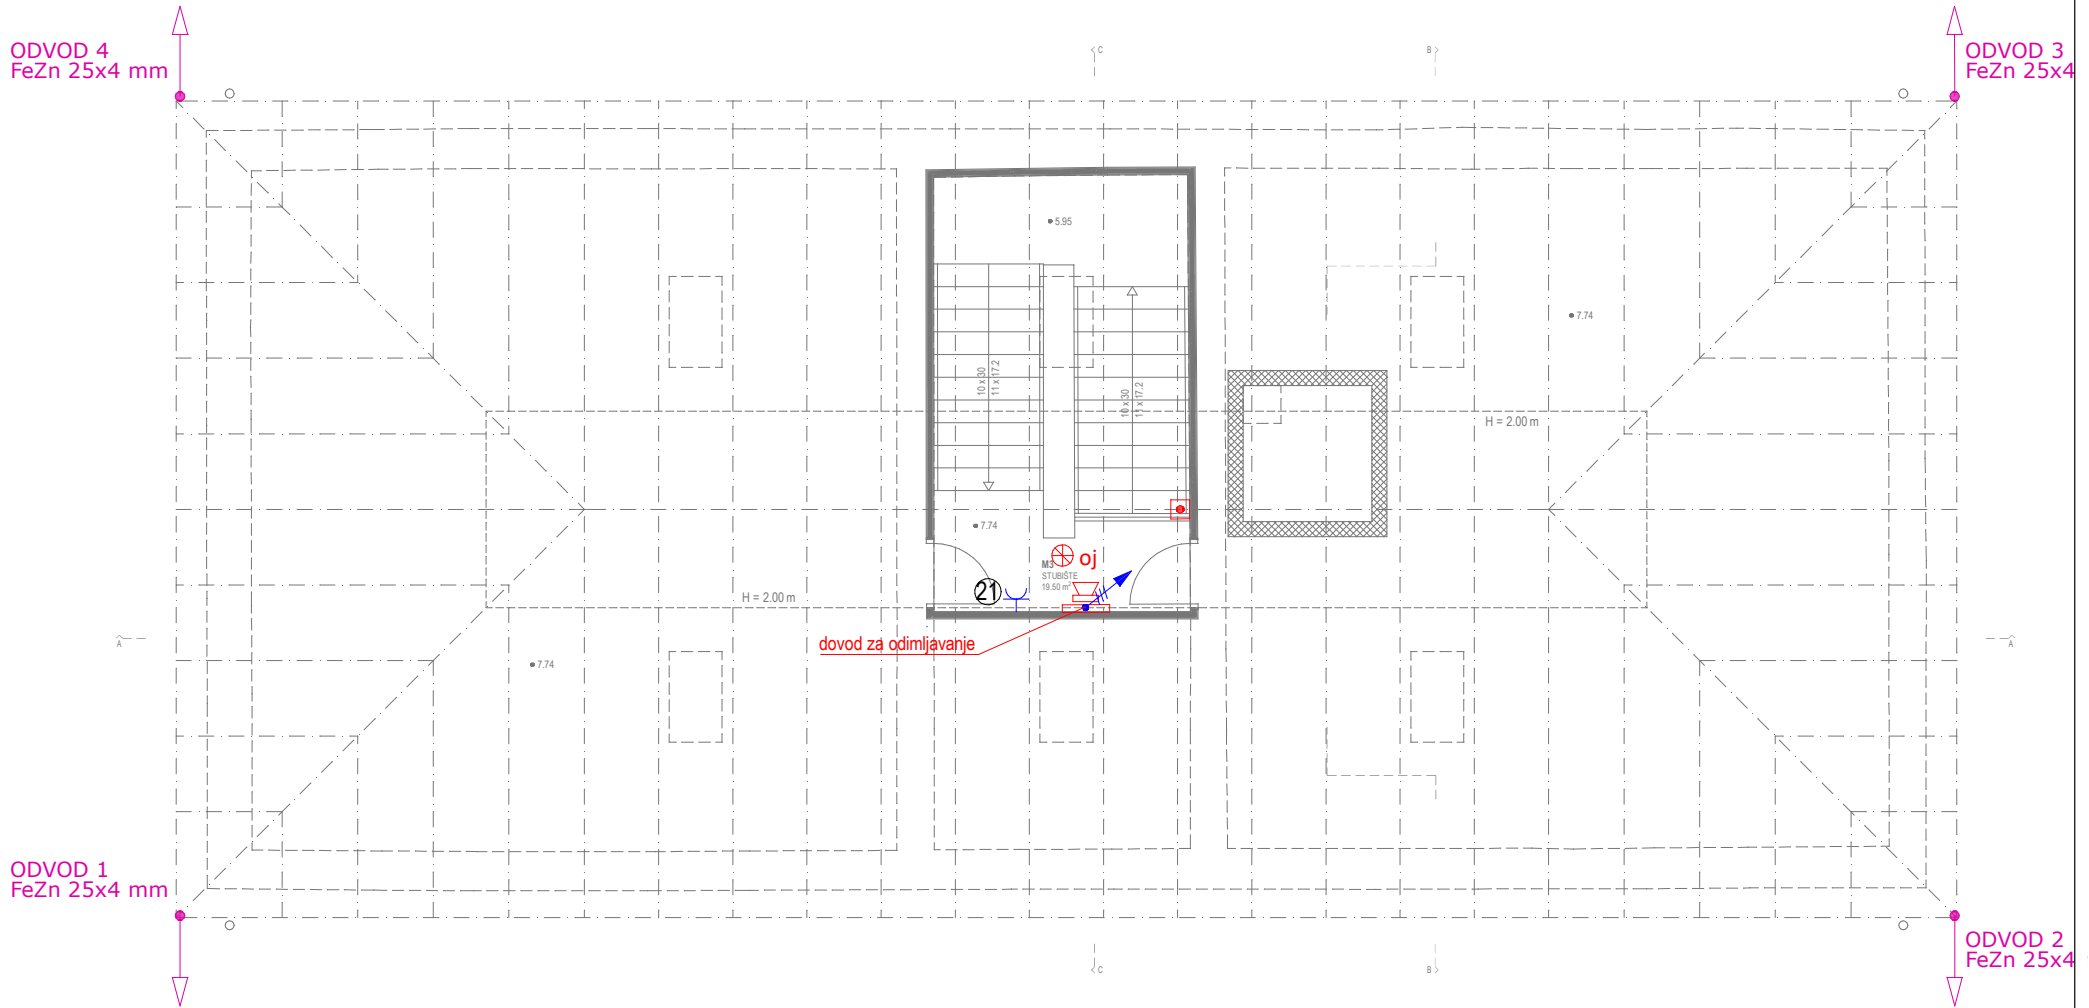 ODVOD 4
FeZn 25x4 mm
ODVOD 3
FeZn 25x4
C
B
5.95
7.74
10 x 30
11 x 17.2
10 x 30
11 x 17.2
H = 2.00 m
7.74
oj
M3
STUBIŠTE
19.50 m²
21
H = 2.00 m
dovod za odimljavanje
A
A
7.74
ODVOD 1
FeZn 25x4 mm
ODVOD 2
FeZn 25x4
C
B